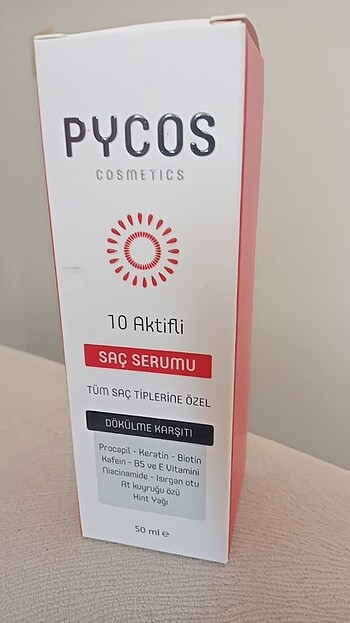 PYCOS
COSMETICS
10 Aktifli
SAÇ SERUMU
TÜM SAÇ TİPLERİNE ÖZEL
DÖKÜLME KARŞITI
Procapil - Keratin - Biotin
Kafein - B5 ve E Vitamini
Niacinamide - Isırgan otu
At kuyruğu özü
Hint Yağı
50 ml ℮